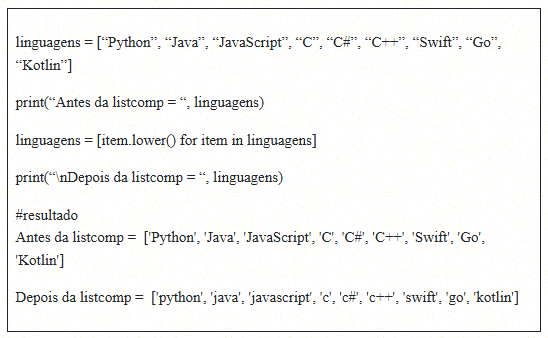 linguagens = [“Python”, “Java”, “JavaScript”, “C”, “C#”, “C++”, “Swift”, “Go”,
“Kotlin”]
print(“Antes da listcomp = “, linguagens)
linguagens = [item.lower() for item in linguagens]
print(“\nDepois da listcomp = “, linguagens)
#resultado
Antes da listcomp =  ['Python', 'Java', 'JavaScript', 'C', 'C#', 'C++', 'Swift', 'Go',
'Kotlin']
Depois da listcomp =  ['python', 'java', 'javascript', 'c', 'c#', 'c++', 'swift', 'go', 'kotlin']